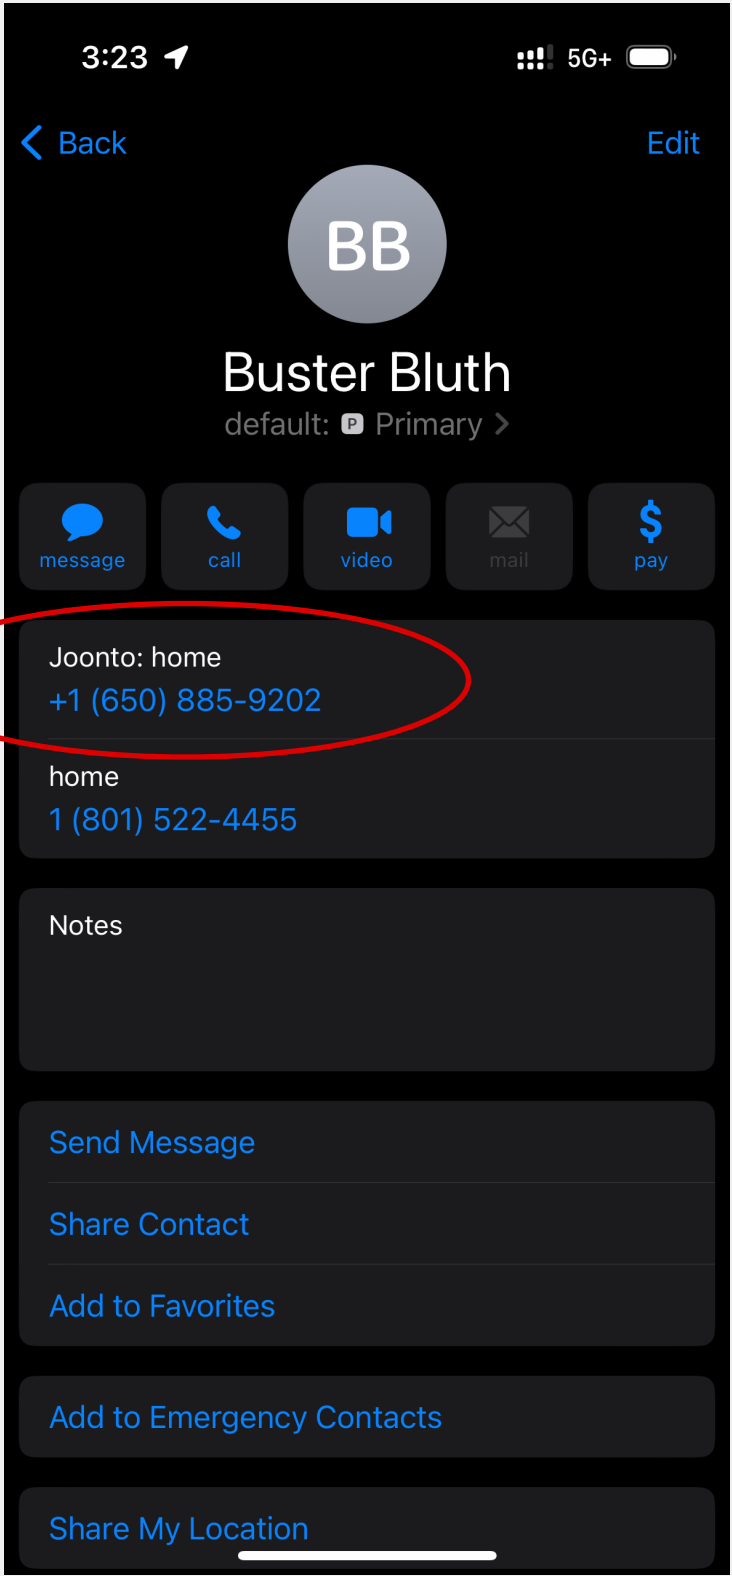 3:23 5G+
Back Edit
BB
Buster Bluth
default: P Primary
message call video mail pay
Joonto: home
+1 (650) 885-9202
home
1 (801) 522-4455
Notes
Send Message
Share Contact
Add to Favorites
Add to Emergency Contacts
Share My Location